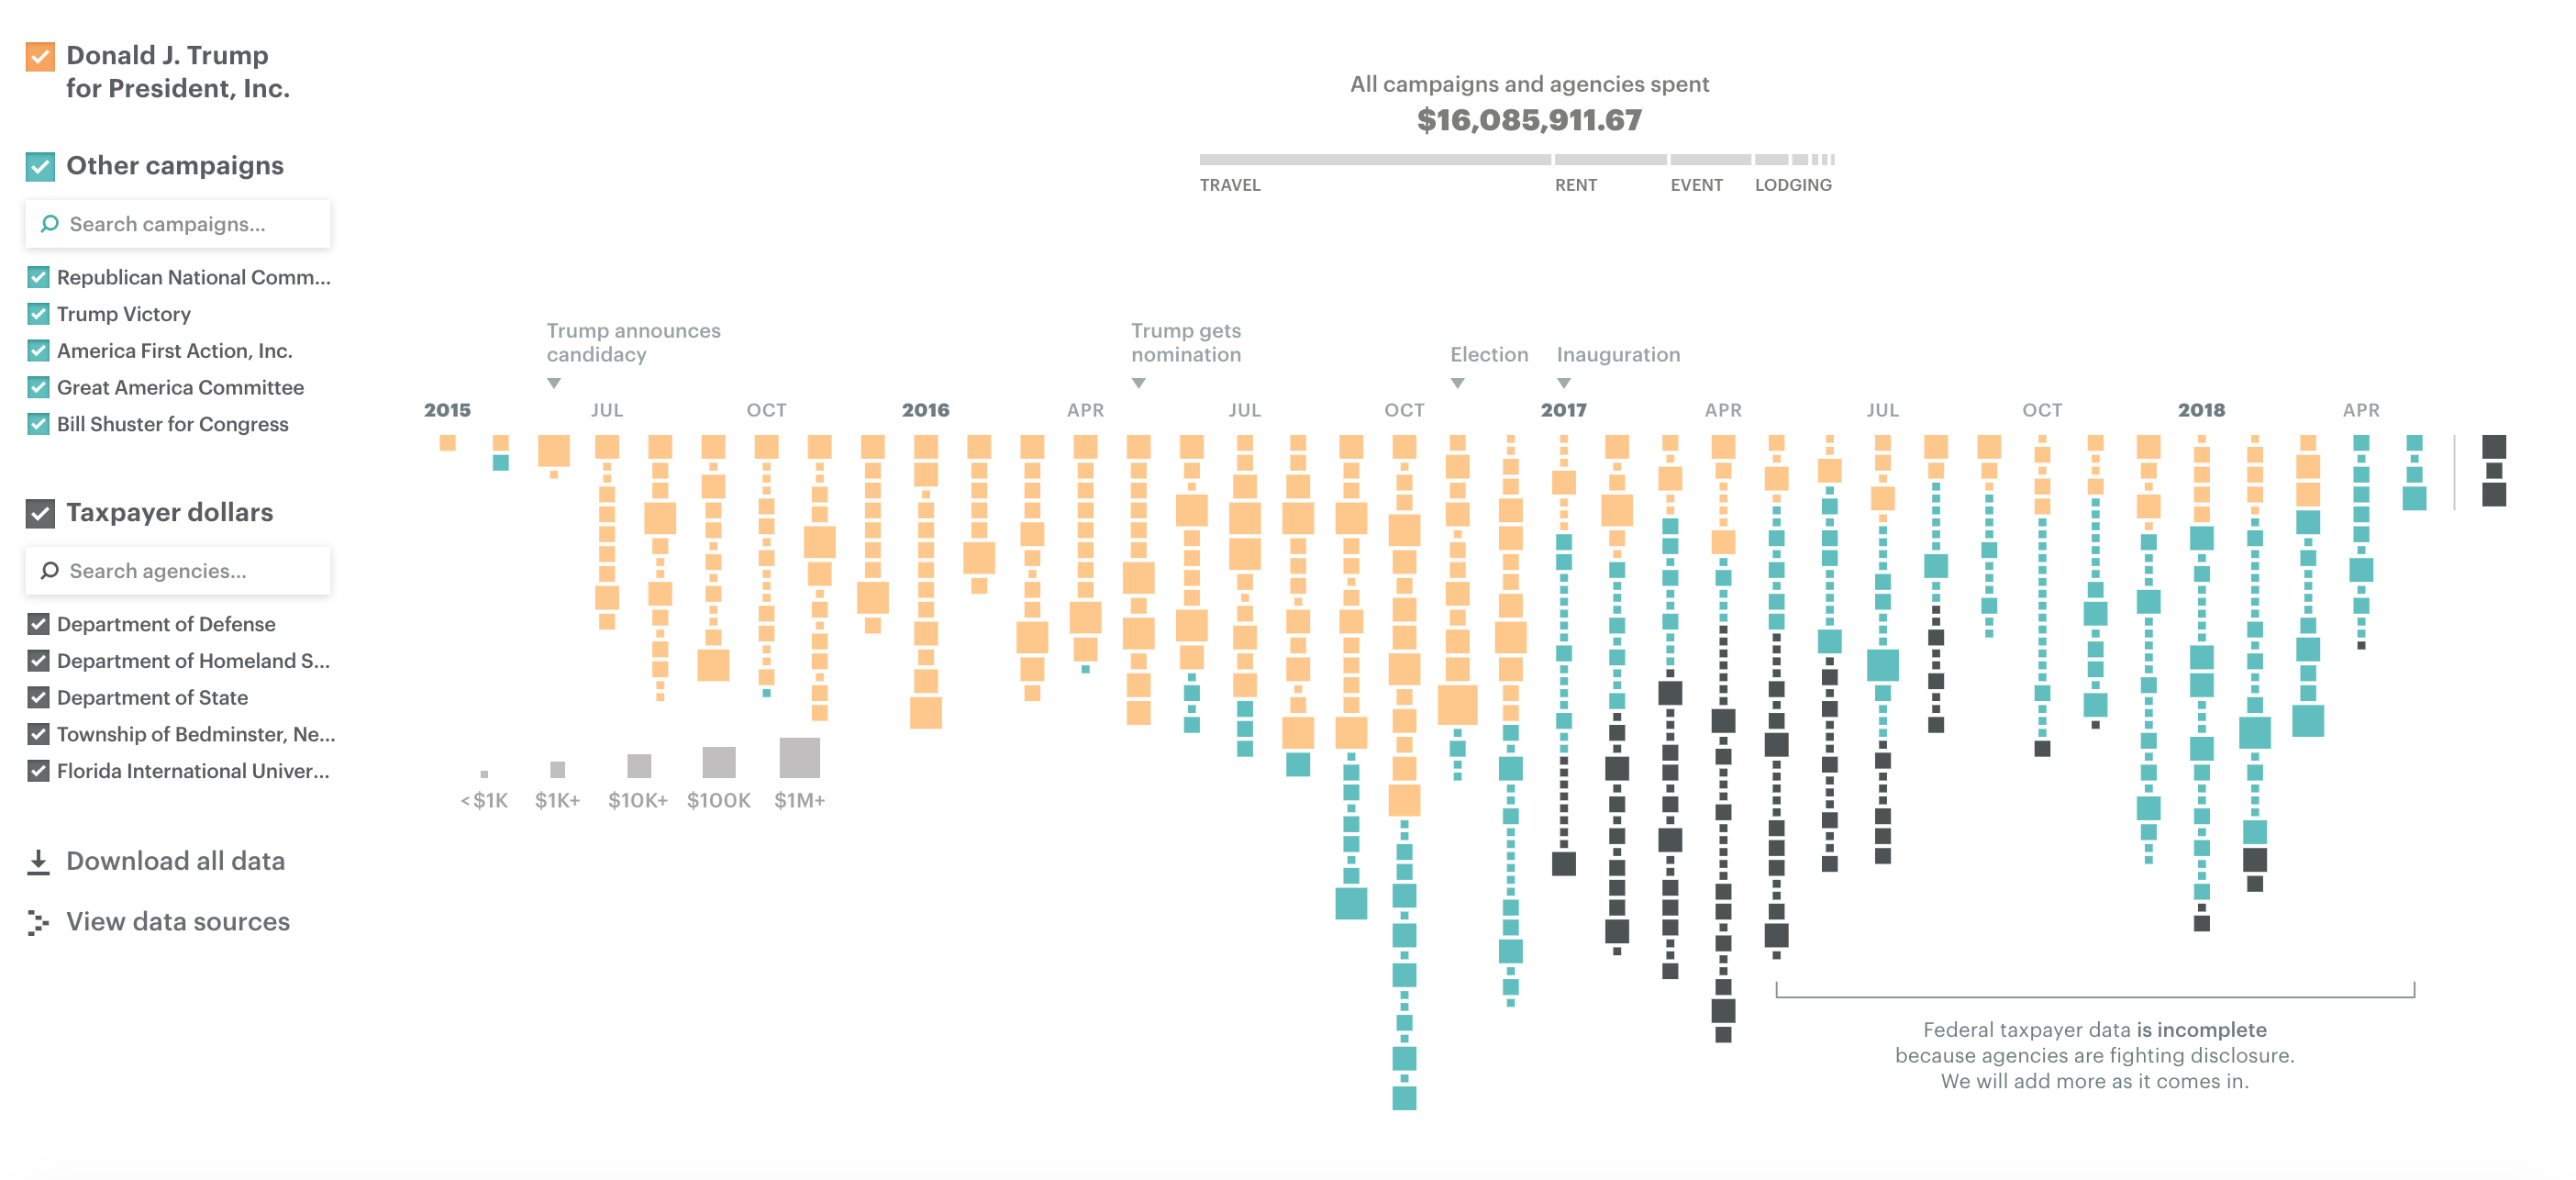 Donald J. Trump
for President, Inc.
Other campaigns
Search campaigns...
Republican National Comm...
Trump Victory
America First Action, Inc.
Great America Committee
Bill Shuster for Congress
Taxpayer dollars
Search agencies...
Department of Defense
Department of Homeland S...
Department of State
Township of Bedminster, Ne...
Florida International Univer...
Download all data
View data sources
All campaigns and agencies spent
$16,085,911.67
TRAVEL RENT EVENT LODGING
Trump announces
candidacy
Trump gets
nomination
Election
Inauguration
2015 JUL OCT 2016 APR JUL OCT 2017 APR JUL OCT 2018 APR
<$1K $1K+ $10K+ $100K $1M+
Federal taxpayer data is incomplete
because agencies are fighting disclosure.
We will add more as it comes in.